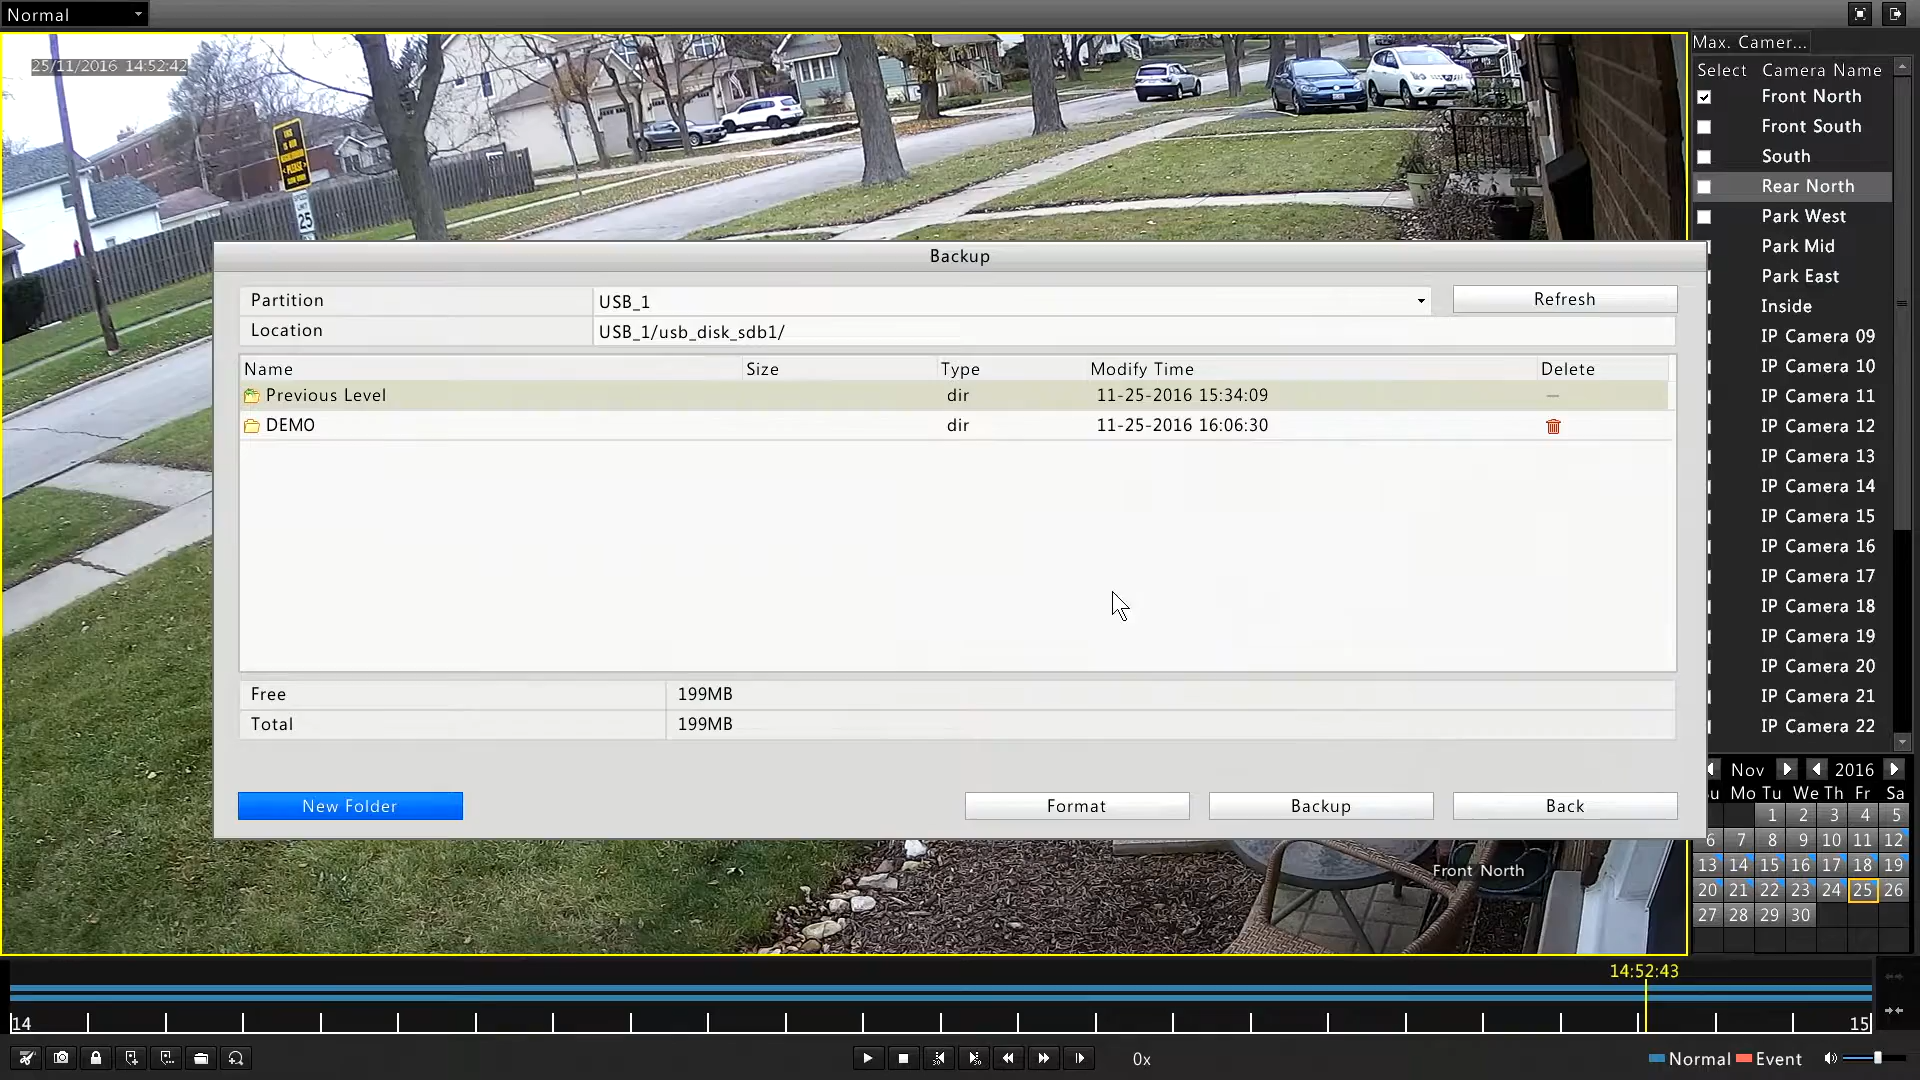 Normal
25/11/2016 14:52:42
THIS
IS OUR
PLEASE
25
Max. Camer...
Select Camera Name
Front North
Front South
South
Rear North
Park West
Park Mid
Park East
Inside
IP Camera 09
IP Camera 10
IP Camera 11
IP Camera 12
IP Camera 13
IP Camera 14
IP Camera 15
IP Camera 16
IP Camera 17
IP Camera 18
IP Camera 19
IP Camera 20
IP Camera 21
IP Camera 22
Backup
Partition USB_1 Refresh
Location USB_1/usb_disk_sdb1/
Name Size Type Modify Time Delete
Previous Level dir 11-25-2016 15:34:09 —
DEMO dir 11-25-2016 16:06:30
Free 199MB
Total 199MB
New Folder Format Backup Back
Front North
Nov 2016
u Mo Tu We Th Fr Sa
1 2 3 4 5
6 7 8 9 10 11 12
13 14 15 16 17 18 19
20 21 22 23 24 25 26
27 28 29 30
14:52:43
14 15
30 30
0x
Normal Event